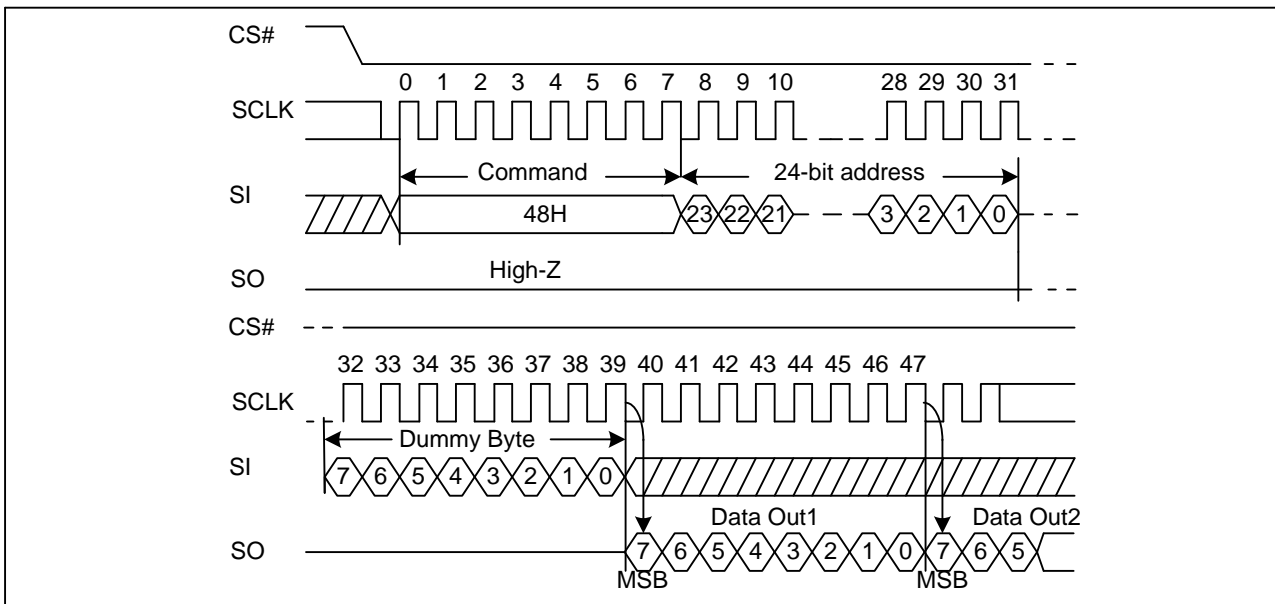 CS#
0 1 2 3 4 5 6 7 8 9 10 28 29 30 31
SCLK
Command 24-bit address
SI
48H 23 22 21 3 2 1 0
High-Z
SO
CS#
32 33 34 35 36 37 38 39 40 41 42 43 44 45 46 47
SCLK
Dummy Byte
SI
7 6 5 4 3 2 1 0
Data Out1 Data Out2
SO
7 6 5 4 3 2 1 0 7 6 5
MSB MSB